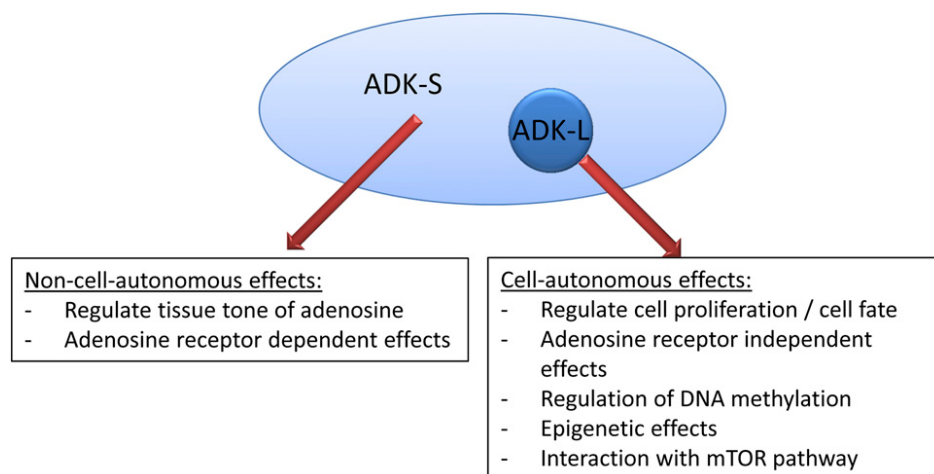 ADK-S
ADK-L
Non-cell-autonomous effects:
- Regulate tissue tone of adenosine
- Adenosine receptor dependent effects
Cell-autonomous effects:
- Regulate cell proliferation / cell fate
- Adenosine receptor independent
effects
- Regulation of DNA methylation
- Epigenetic effects
- Interaction with mTOR pathway